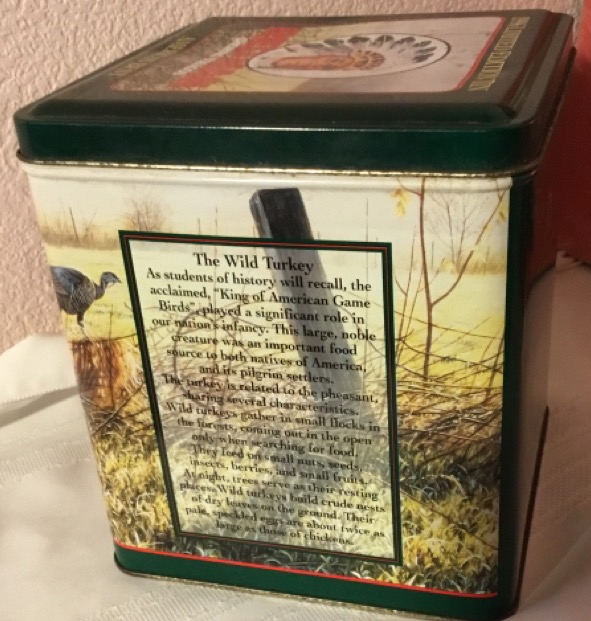 The Wild Turkey
As students of history will recall, the
acclaimed, "King of American Game
Birds", played a significant role in
our nation's infancy. This large, noble
creature was an important food
source to both natives of America,
and its pilgrim settlers.
The turkey is related to the pheasant,
sharing several characteristics.
Wild turkeys gather in small flocks in
the forests, coming out in the open
only when searching for food.
They feed on small nuts, seeds,
insects, berries, and small fruits.
At night, trees serve as their resting
places. Wild turkeys build crude nests
of dry leaves on the ground. Their
pale, speckled eggs are about twice as
large as those of chickens.